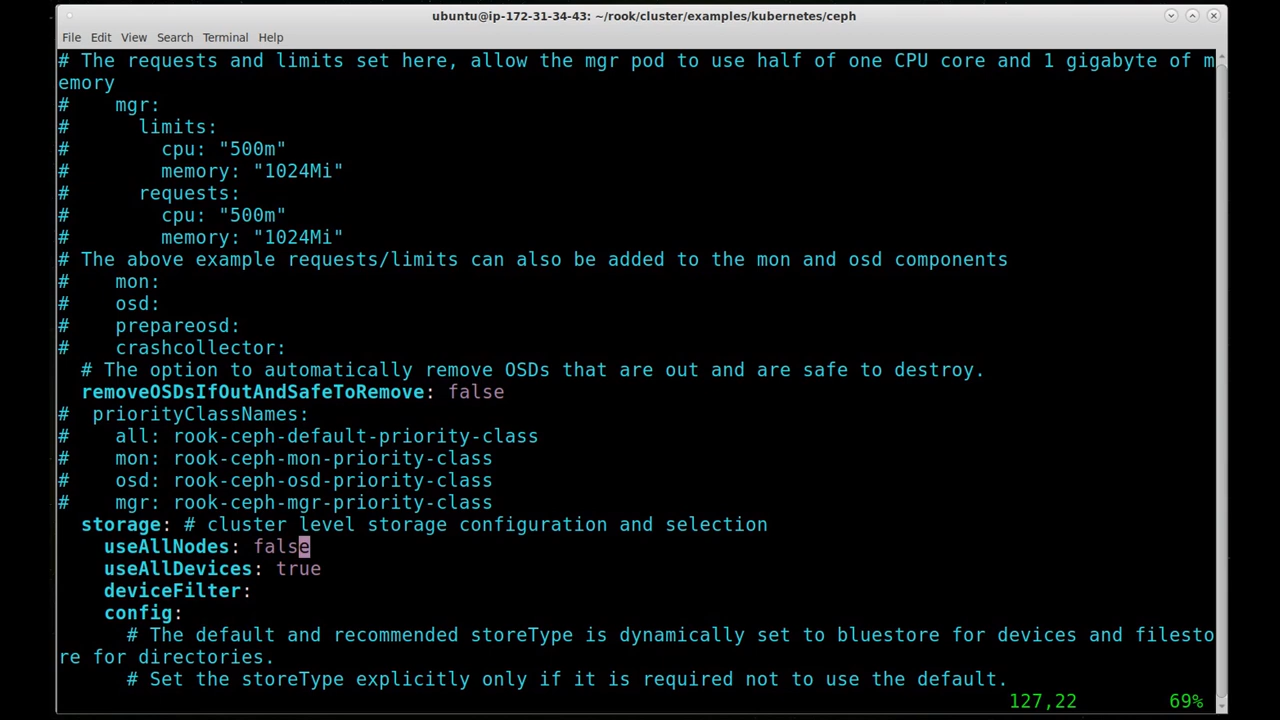 ubuntu@ip-172-31-34-43: ~/rook/cluster/examples/kubernetes/ceph
File Edit View Search Terminal Help
# The requests and limits set here, allow the mgr pod to use half of one CPU core and 1 gigabyte of m
emory
#    mgr:
#      limits:
#        cpu: "500m"
#        memory: "1024Mi"
#      requests:
#        cpu: "500m"
#        memory: "1024Mi"
# The above example requests/limits can also be added to the mon and osd components
#    mon:
#    osd:
#    prepareosd:
#    crashcollector:
  # The option to automatically remove OSDs that are out and are safe to destroy.
  removeOSDsIfOutAndSafeToRemove: false
#  priorityClassNames:
#    all: rook-ceph-default-priority-class
#    mon: rook-ceph-mon-priority-class
#    osd: rook-ceph-osd-priority-class
#    mgr: rook-ceph-mgr-priority-class
  storage: # cluster level storage configuration and selection
    useAllNodes: false
    useAllDevices: true
    deviceFilter:
    config:
      # The default and recommended storeType is dynamically set to bluestore for devices and filesto
re for directories.
      # Set the storeType explicitly only if it is required not to use the default.
127,22 69%